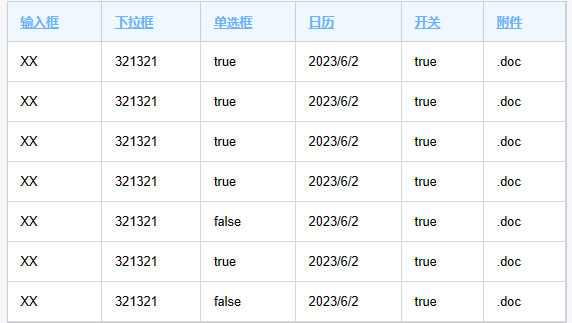 输入框 下拉框 单选框 日历 开关 附件
XX 321321 true 2023/6/2 true .doc
XX 321321 true 2023/6/2 true .doc
XX 321321 true 2023/6/2 true .doc
XX 321321 true 2023/6/2 true .doc
XX 321321 false 2023/6/2 true .doc
XX 321321 true 2023/6/2 true .doc
XX 321321 false 2023/6/2 true .doc